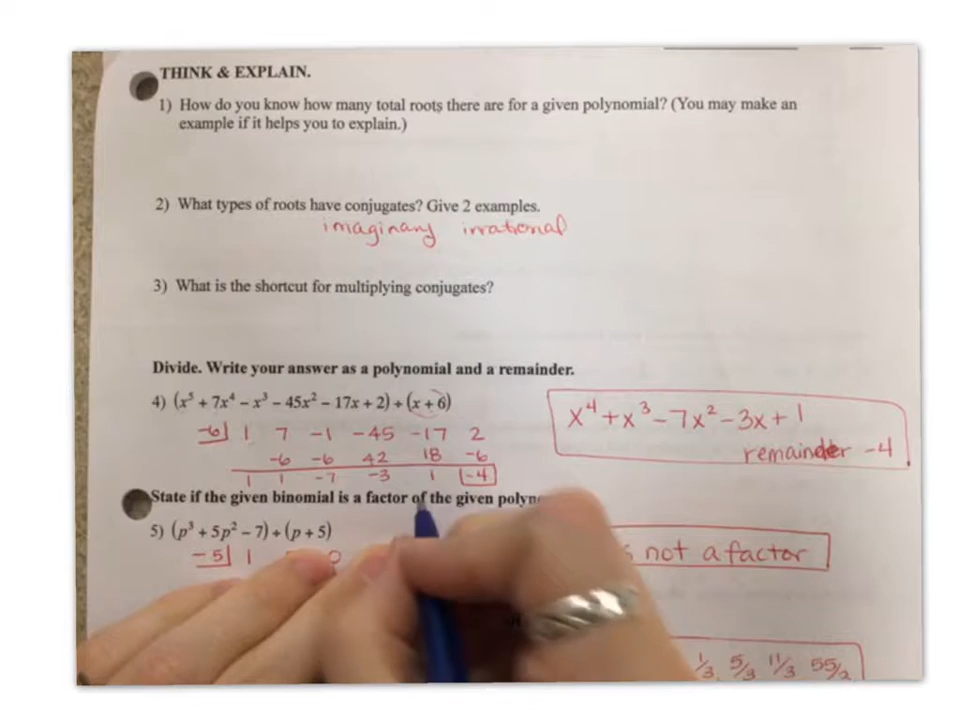 THINK & EXPLAIN.
1) How do you know how many total roots there are for a given polynomial? (You may make an
example if it helps you to explain.)
2) What types of roots have conjugates? Give 2 examples.
imaginary irrational
3) What is the shortcut for multiplying conjugates?
Divide. Write your answer as a polynomial and a remainder.
4) (x⁵ + 7x⁴ − x³ − 45x² − 17x + 2) ÷ (x + 6)
x⁴ + x³ − 7x² − 3x + 1
remainder −4
−6| 1 7 −1 −45 −17 2
−6 −6 42 18 −6
1 1 −7 −3 1 −4
State if the given binomial is a factor of the given
5) (p³ + 5p² − 7) ÷ (p + 5)
not a factor
−5| 1 0
1/3 5/3 11/3 55/2